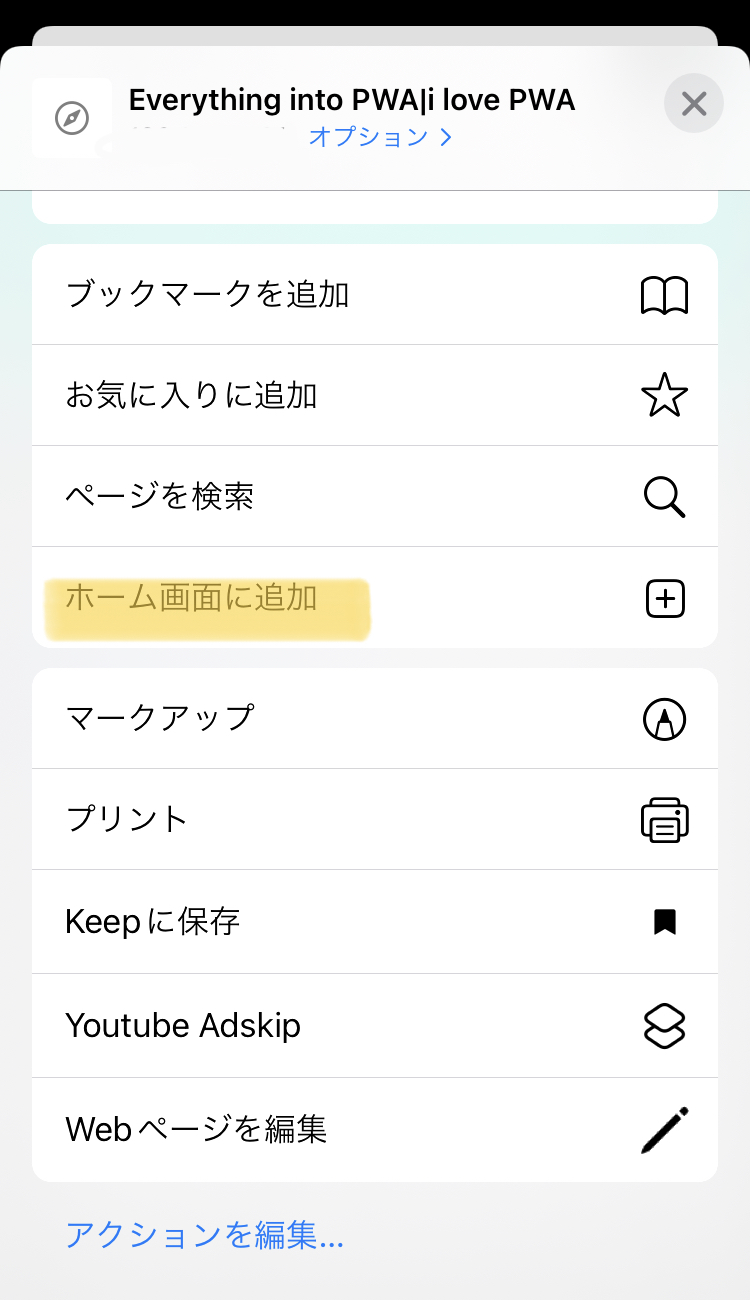 Everything into PWA|i love PWA
オプション >
ブックマークを追加
お気に入りに追加
ページを検索
ホーム画面に追加
マークアップ
プリント
Keepに保存
Youtube Adskip
Webページを編集
アクションを編集...